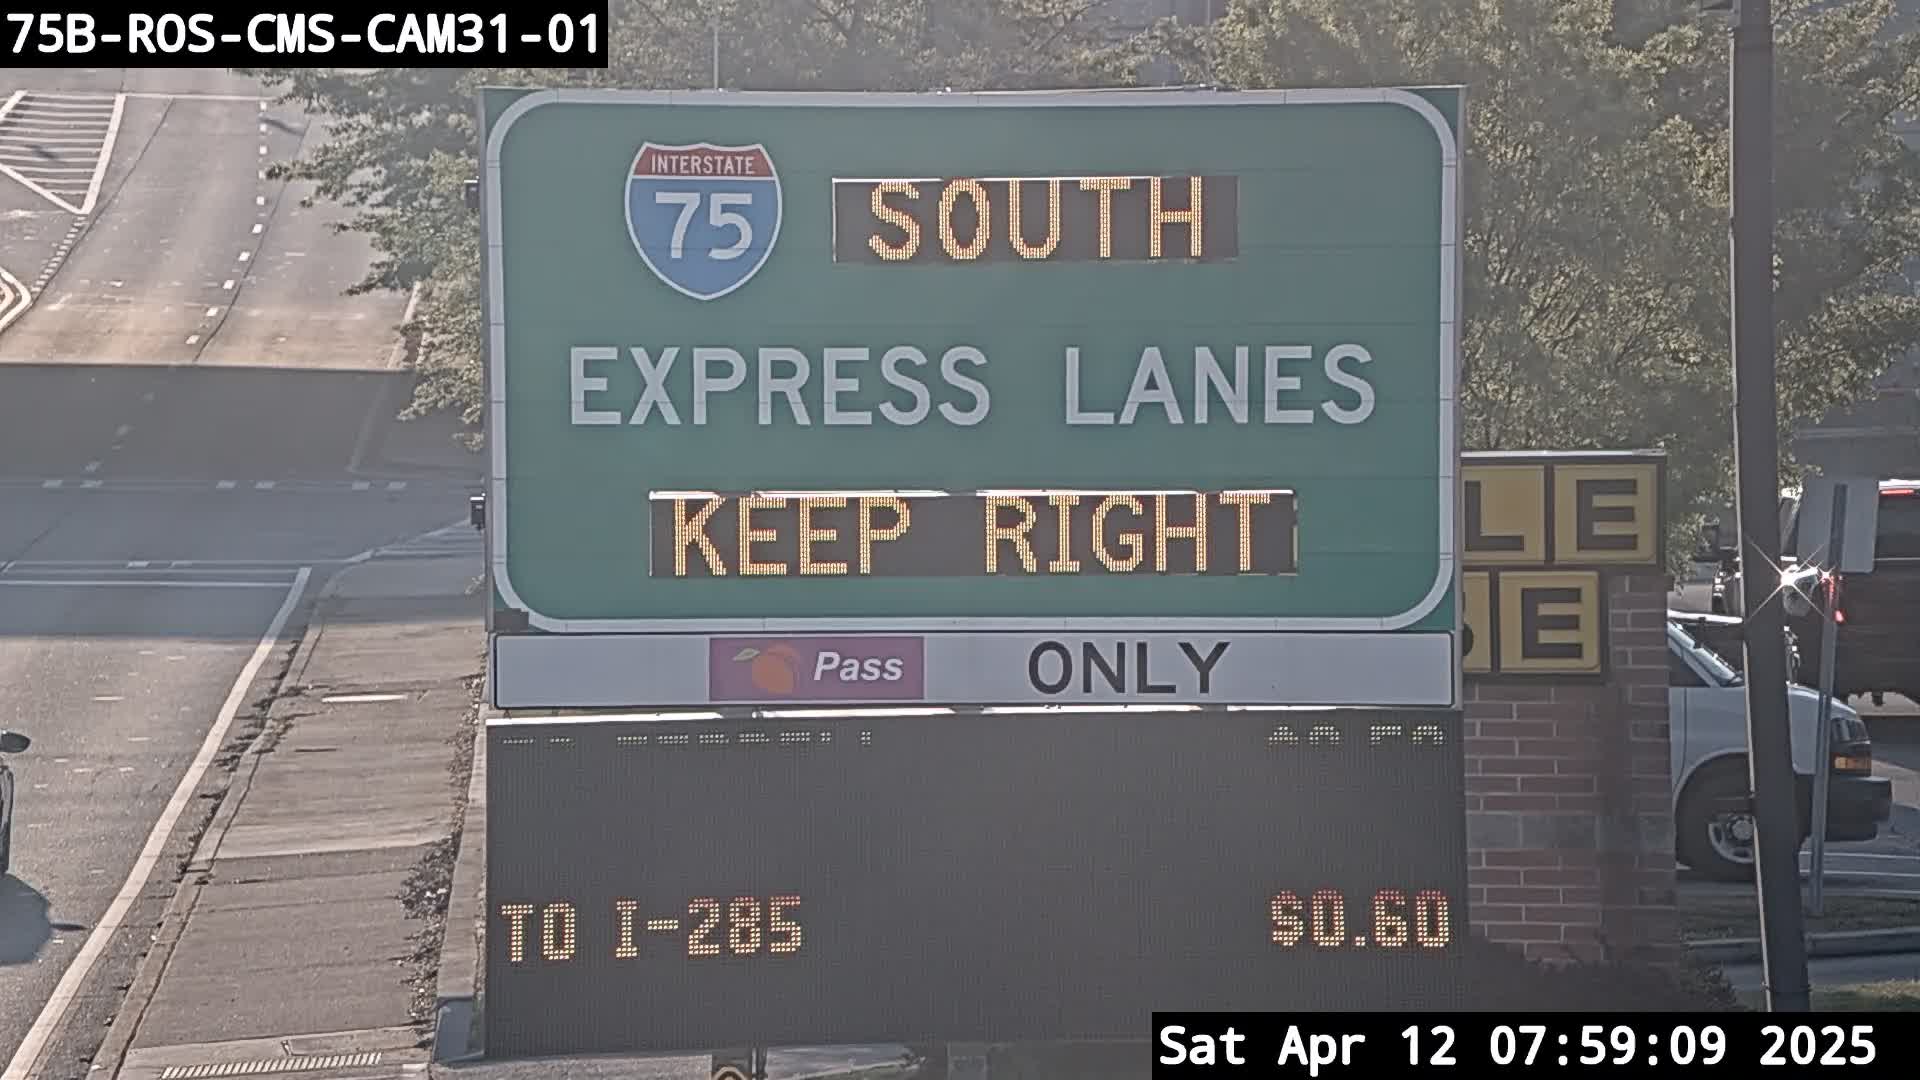 75B-ROS-CMS-CAM31-01
INTERSTATE
75
SOUTH
EXPRESS LANES
KEEP RIGHT
LE
E
Pass ONLY
TO I-285 $0.60
Sat Apr 12 07:59:09 2025